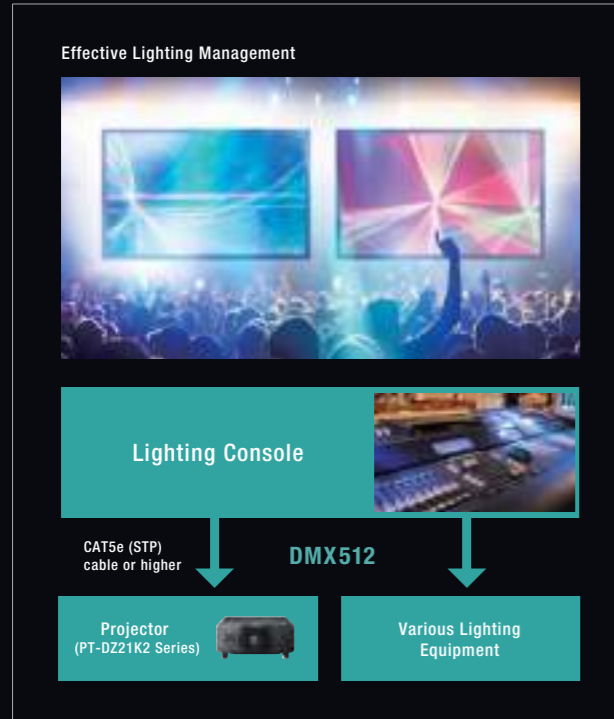 Effective Lighting Management
Lighting Console
CAT5e (STP)
cable or higher
DMX512
Projector
(PT-DZ21K2 Series)
Various Lighting
Equipment